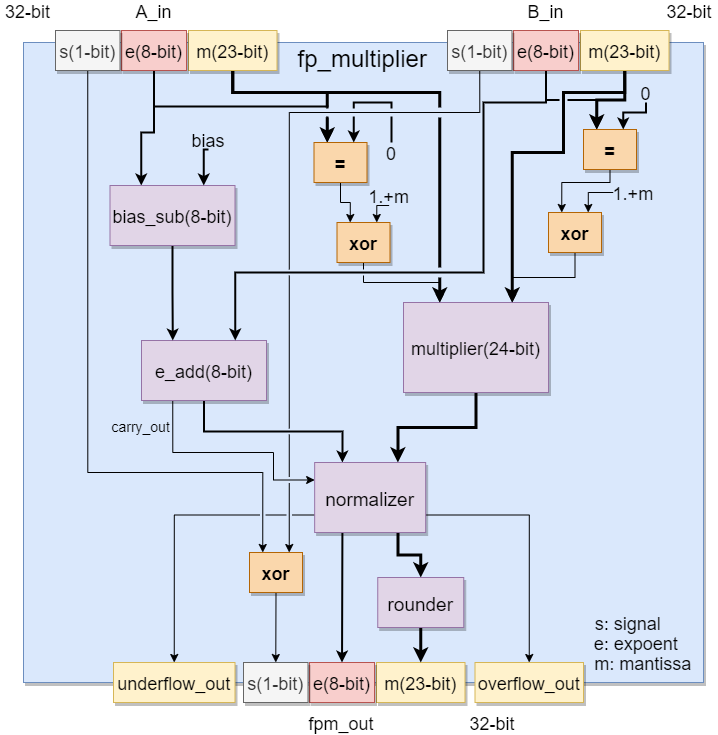 32-bit
A_in
B_in
32-bit
s(1-bit)
e(8-bit)
m(23-bit)
fp_multiplier
s(1-bit)
e(8-bit)
m(23-bit)
0
bias
=
0
=
1.+m
1.+m
bias_sub(8-bit)
xor
xor
e_add(8-bit)
multiplier(24-bit)
carry_out
normalizer
xor
rounder
s: signal
e: expoent
m: mantissa
underflow_out
s(1-bit)
e(8-bit)
m(23-bit)
overflow_out
fpm_out
32-bit